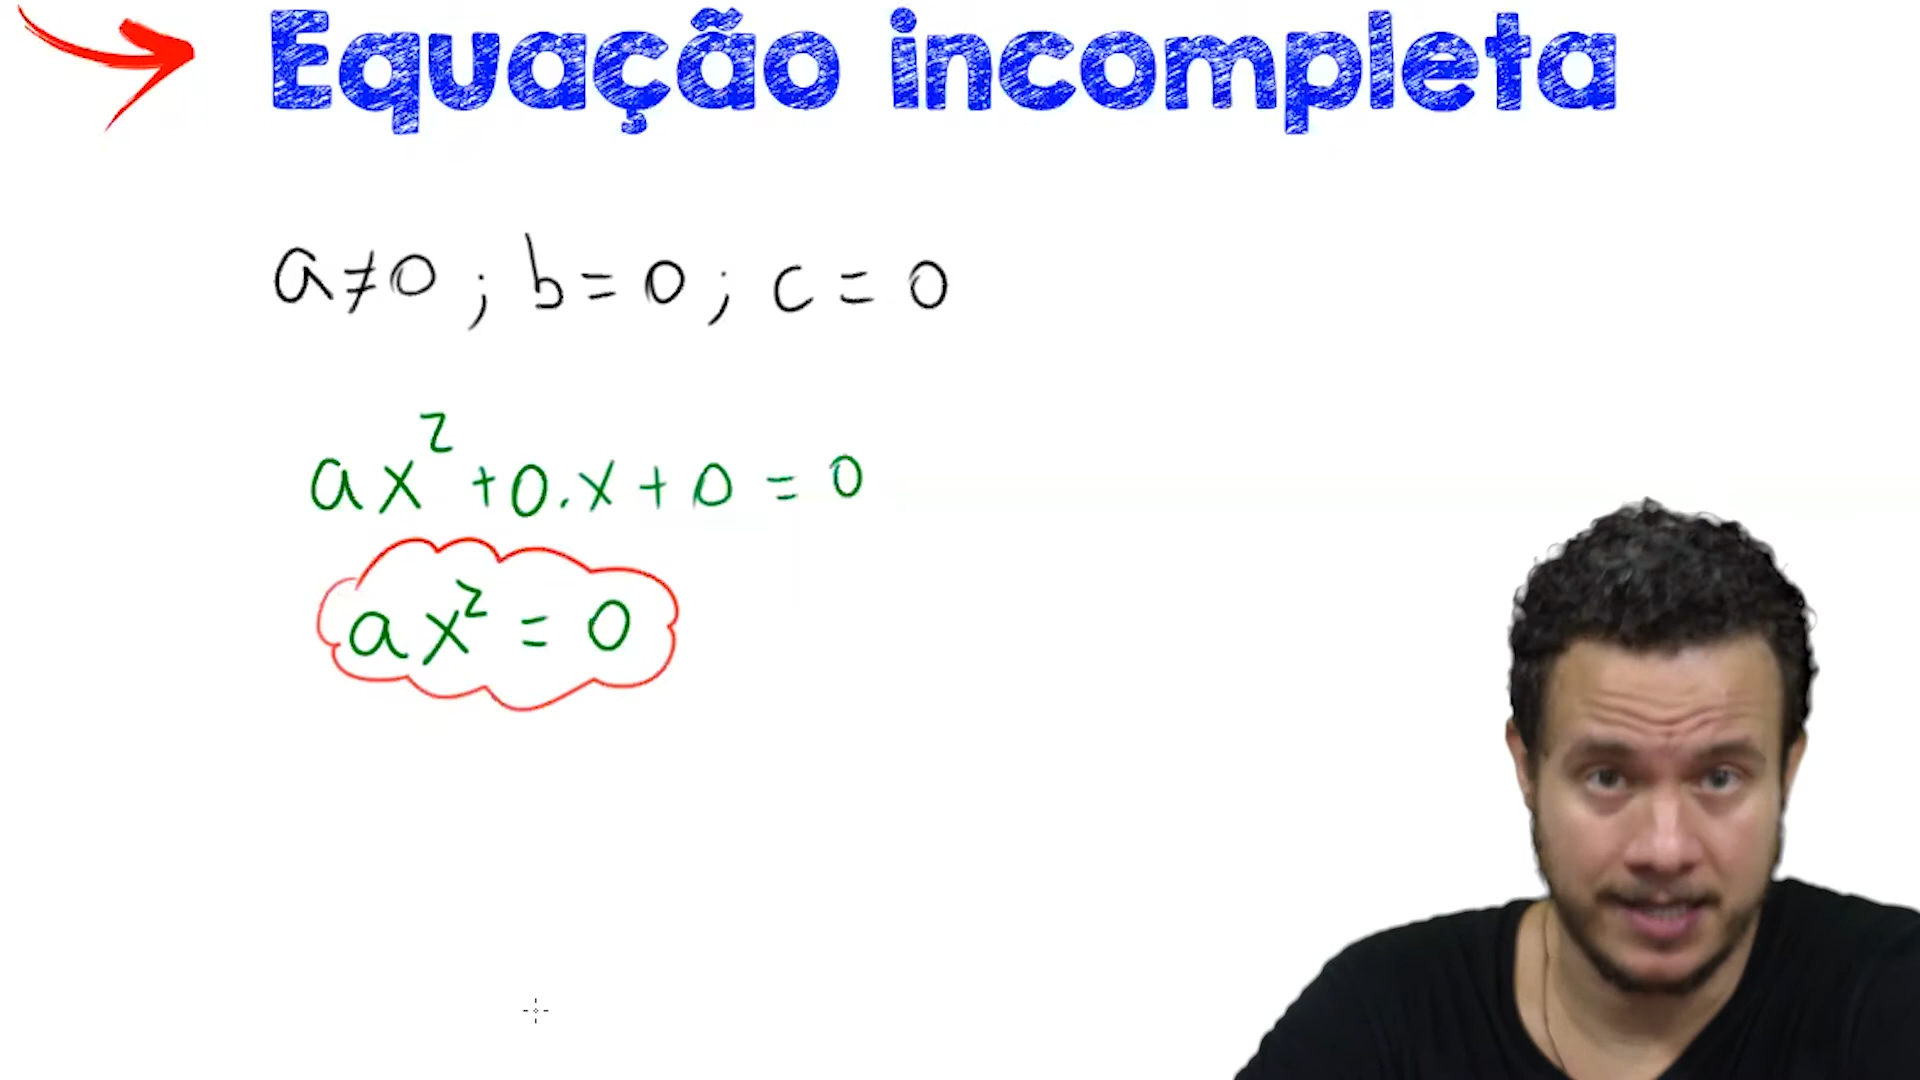 Equação incompleta
a≠0 ; b = 0 ; c = 0
ax² + 0.x + 0 = 0
ax² = 0